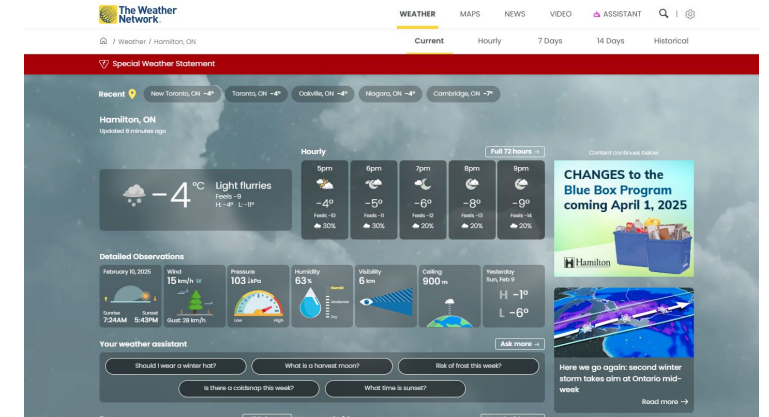 The Weather
Network
WEATHER
MAPS
NEWS
VIDEO
ASSISTANT
/ Weather / Hamilton, ON
Current
Hourly
7 Days
14 Days
Historical
Special Weather Statement
Recent
New Toronto, ON -4°
Toronto, ON -4°
Oakville, ON -4°
Niagara, ON -4°
Cambridge, ON -7°
Hamilton, ON
Updated 8 minutes ago
-4°C
Light flurries
Feels -9
H: -4° L: -11°
Hourly
Full 72 hours →
5pm
6pm
7pm
8pm
9pm
-4°
-5°
-6°
-8°
-9°
Feels -10
Feels -11
Feels -12
Feels -13
Feels -14
30%
30%
20%
20%
20%
Content continues below
CHANGES to the
Blue Box Program
coming April 1, 2025
Hamilton
Detailed Observations
February 10, 2025
Sunrise
Sunset
7:24AM
5:43PM
Wind
15 km/h W
Gust: 28 km/h
Pressure
103 ↓kPa
Low
High
Humidity
63%
Humid
Moderate
Dry
Visibility
6 km
Ceiling
900 m
Yesterday
Sun, Feb 9
H -1°
L -6°
Your weather assistant
Ask more →
Should I wear a winter hat?
What is a harvest moon?
Risk of frost this week?
Is there a coldsnap this week?
What time is sunset?
Here we go again: second winter
storm takes aim at Ontario mid-
week
Read more →